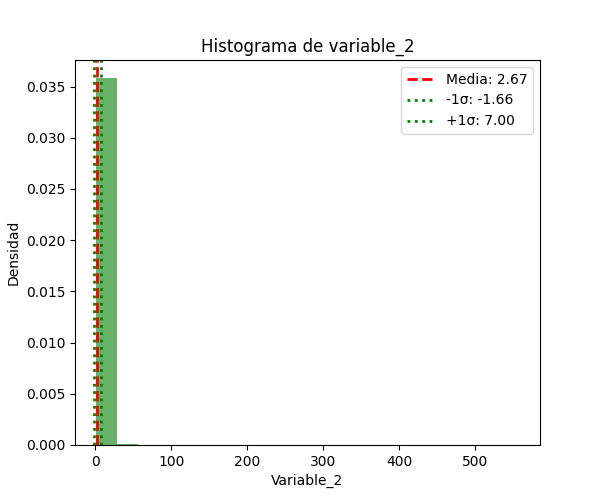 Histograma de variable_2
Media: 2.67
-1σ: -1.66
+1σ: 7.00
Densidad
0.035
0.030
0.025
0.020
0.015
0.010
0.005
0.000
0 100 200 300 400 500
Variable_2